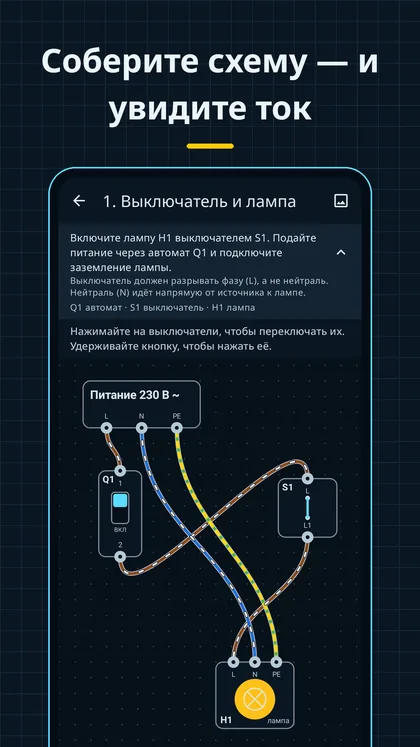 Соберите схему — и
увидите ток
1. Выключатель и лампа
Включите лампу H1 выключателем S1. Подайте
питание через автомат Q1 и подключите
заземление лампы.
Выключатель должен разрывать фазу (L), а не нейтраль.
Нейтраль (N) идёт напрямую от источника к лампе.
Q1 автомат · S1 выключатель · H1 лампа
Нажимайте на выключатели, чтобы переключать их.
Удерживайте кнопку, чтобы нажать её.
Питание 230 В ~
L N PE
Q1 1
вкл
2
S1 L
L1
L N PE
H1 лампа